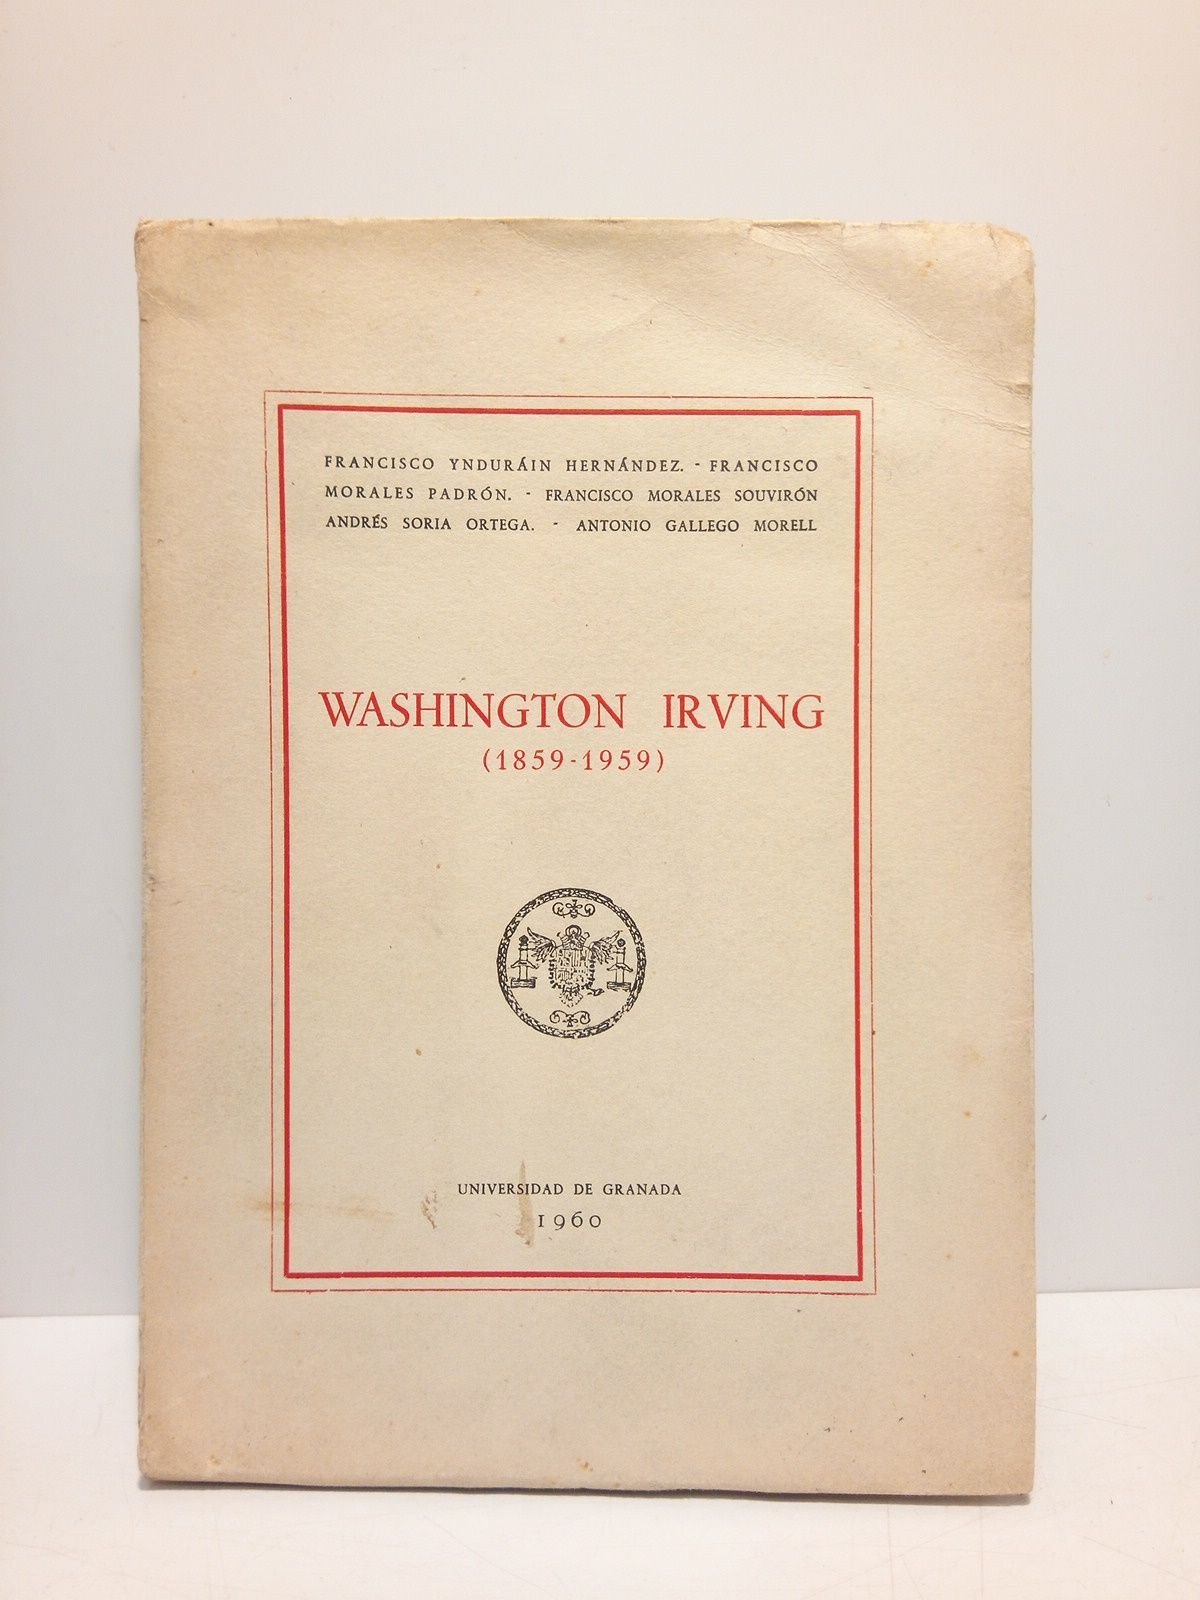 FRANCISCO YNDURÁIN HERNÁNDEZ. - FRANCISCO
MORALES PADRÓN. - FRANCISCO MORALES SOUVIRÓN
ANDRÉS SORIA ORTEGA. - ANTONIO GALLEGO MORELL
WASHINGTON IRVING
(1859-1959)
UNIVERSIDAD DE GRANADA
1960